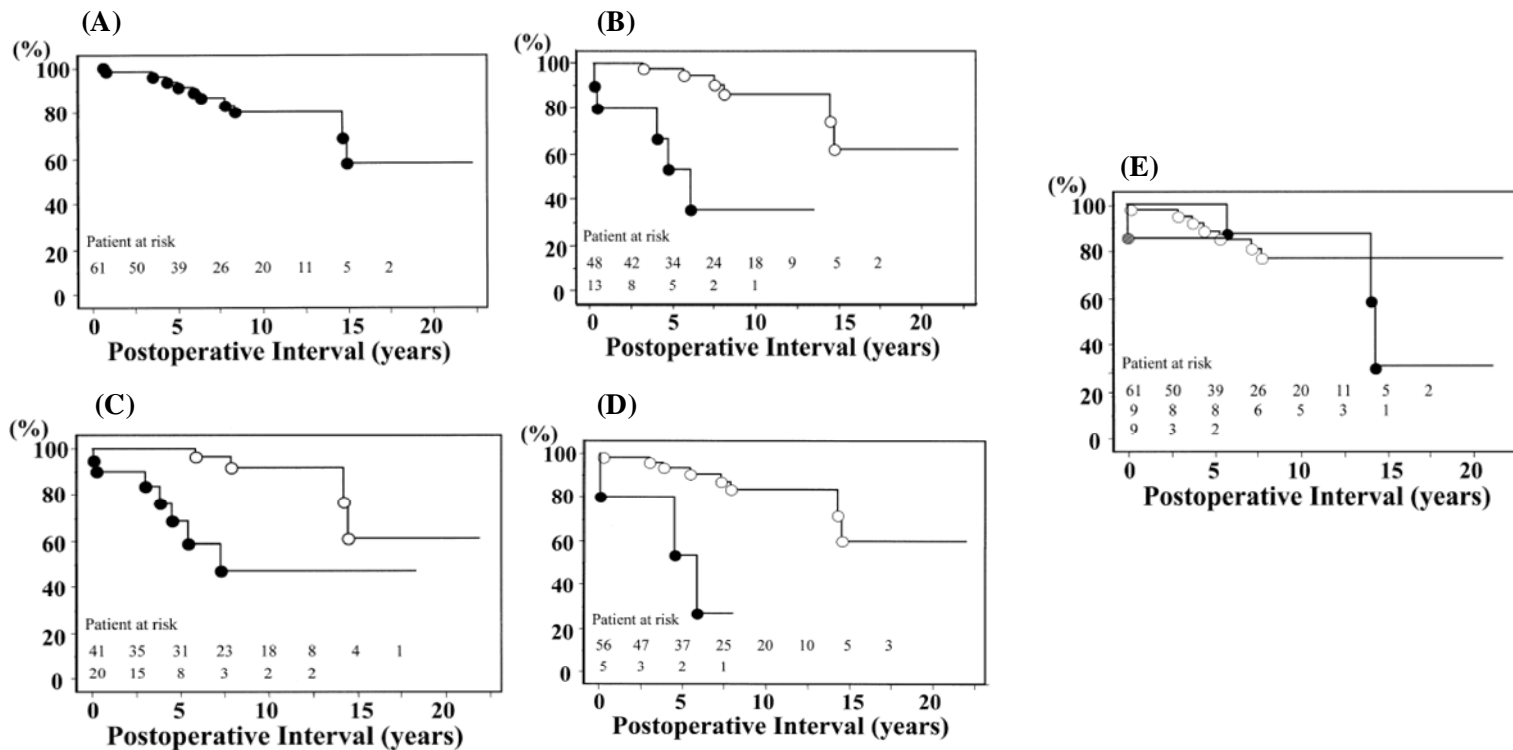 (A)
(%)
100
80
60
40
20
0
Patient at risk
61 50 39 26 20 11 5 2
0 5 10 15 20
Postoperative Interval (years)
(B)
(%)
100
80
60
40
20
0
Patient at risk
48 42 34 24 18 9 5 2
13 8 5 2 1
0 5 10 15 20
Postoperative Interval (years)
(C)
(%)
100
80
60
40
20
0
Patient at risk
41 35 31 23 18 8 4 1
20 15 8 3 2 2
0 5 10 15 20
Postoperative Interval (years)
(D)
(%)
100
80
60
40
20
0
Patient at risk
56 47 37 25 20 10 5 3
5 3 2 1
0 5 10 15 20
Postoperative Interval (years)
(E)
(%)
100
80
60
40
20
0
Patient at risk
61 50 39 26 20 11 5 2
9 8 8 6 5 3 1
9 3 2
0 5 10 15 20
Postoperative Interval (years)